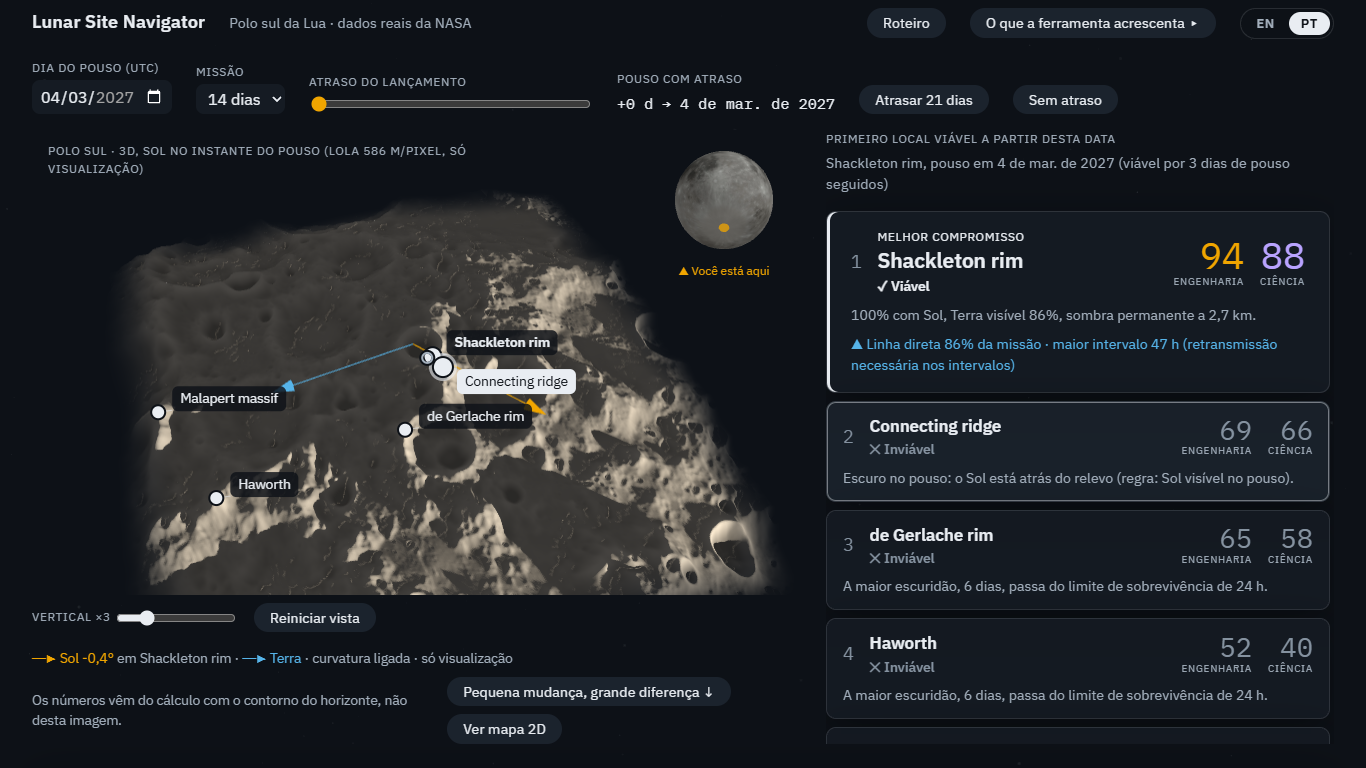 Lunar Site Navigator
Polo sul da Lua · dados reais da NASA
Roteiro
O que a ferramenta acrescenta ▸
EN
PT
DIA DO POUSO (UTC)
04/03/2027
MISSÃO
14 dias
ATRASO DO LANÇAMENTO
POUSO COM ATRASO
+0 d → 4 de mar. de 2027
Atrasar 21 dias
Sem atraso
POLO SUL · 3D, SOL NO INSTANTE DO POUSO (LOLA 586 M/PIXEL, SÓ
VISUALIZAÇÃO)
▲ Você está aqui
Shackleton rim
Connecting ridge
Malapert massif
de Gerlache rim
Haworth
VERTICAL ×3
Reiniciar vista
Sol -0,4° em Shackleton rim · Terra · curvatura ligada · só visualização
Os números vêm do cálculo com o contorno do horizonte, não
desta imagem.
Pequena mudança, grande diferença ↓
Ver mapa 2D
PRIMEIRO LOCAL VIÁVEL A PARTIR DESTA DATA
Shackleton rim, pouso em 4 de mar. de 2027 (viável por 3 dias de pouso
seguidos)
MELHOR COMPROMISSO
1
Shackleton rim
✓ Viável
94
ENGENHARIA
88
CIÊNCIA
100% com Sol, Terra visível 86%, sombra permanente a 2,7 km.
▲ Linha direta 86% da missão · maior intervalo 47 h (retransmissão
necessária nos intervalos)
2
Connecting ridge
✕ Inviável
69
ENGENHARIA
66
CIÊNCIA
Escuro no pouso: o Sol está atrás do relevo (regra: Sol visível no pouso).
3
de Gerlache rim
✕ Inviável
65
ENGENHARIA
58
CIÊNCIA
A maior escuridão, 6 dias, passa do limite de sobrevivência de 24 h.
4
Haworth
✕ Inviável
52
ENGENHARIA
40
CIÊNCIA
A maior escuridão, 6 dias, passa do limite de sobrevivência de 24 h.